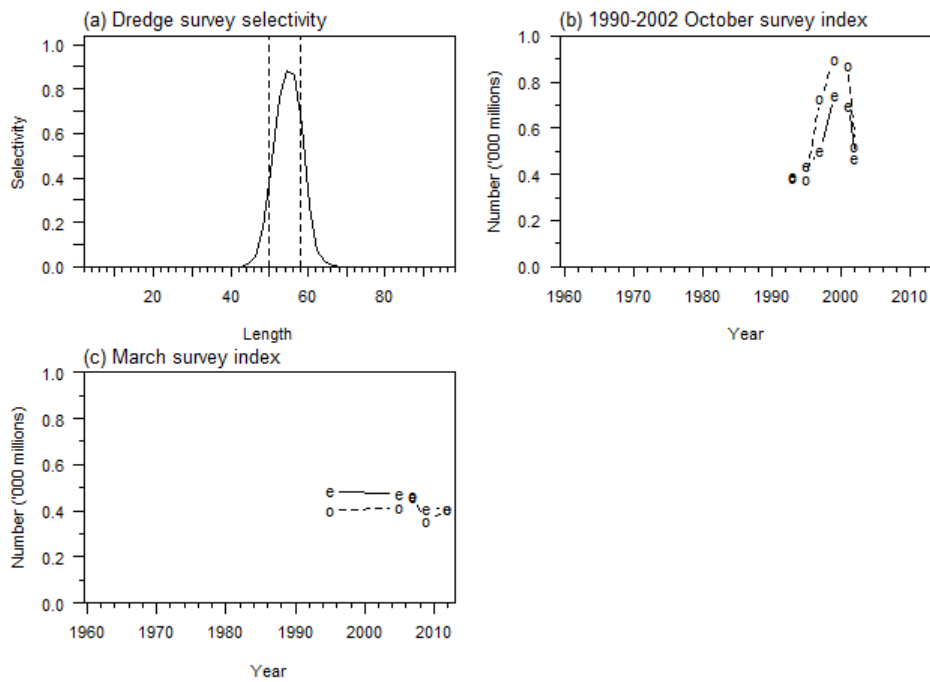 (a) Dredge survey selectivity
1.0
0.8
0.6
0.4
0.2
0.0
Selectivity
20 40 60 80
Length
(b) 1990-2002 October survey index
1.0
0.8
0.6
0.4
0.2
0.0
Number ('000 millions)
o o o o o o
e e e e e e
1960 1970 1980 1990 2000 2010
Year
(c) March survey index
1.0
0.8
0.6
0.4
0.2
0.0
Number ('000 millions)
e e e e e
o o o o o
1960 1970 1980 1990 2000 2010
Year